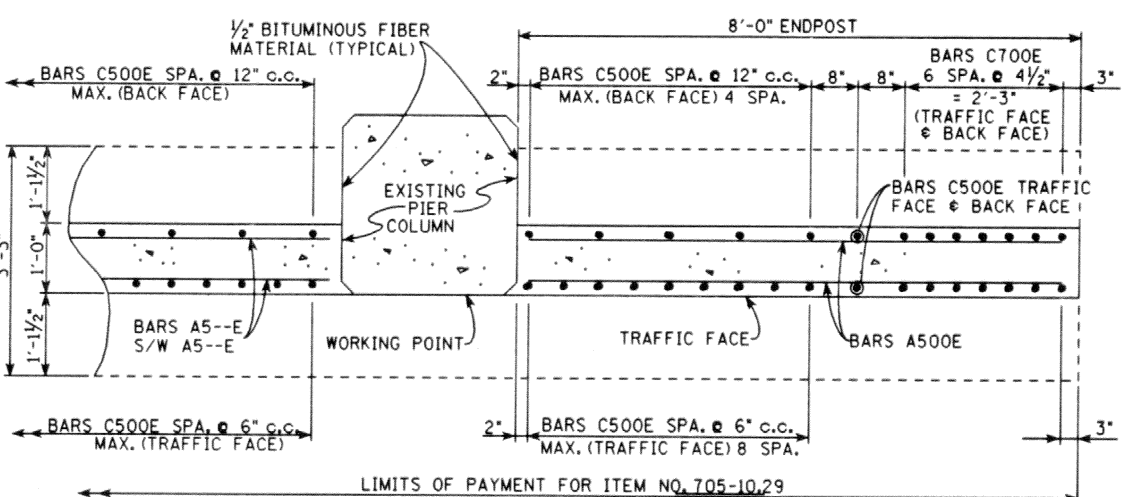 ½" BITUMINOUS FIBER
MATERIAL (TYPICAL)
8'-0" ENDPOST
BARS C500E SPA. @ 12" c.c.
MAX. (BACK FACE)
2"
BARS C500E SPA. @ 12" c.c.
MAX. (BACK FACE) 4 SPA.
8"
8"
BARS C700E
6 SPA. @ 4½"
= 2'-3"
(TRAFFIC FACE
& BACK FACE)
3"
1'-1½"
1'-0"
1'-1½"
EXISTING
PIER
COLUMN
BARS C500E TRAFFIC
FACE & BACK FACE
BARS A5--E
S/W A5--E
WORKING POINT
TRAFFIC FACE
BARS A500E
BARS C500E SPA. @ 6" c.c.
MAX. (TRAFFIC FACE)
2"
BARS C500E SPA. @ 6" c.c.
MAX. (TRAFFIC FACE) 8 SPA.
3"
LIMITS OF PAYMENT FOR ITEM NO. 705-10.29